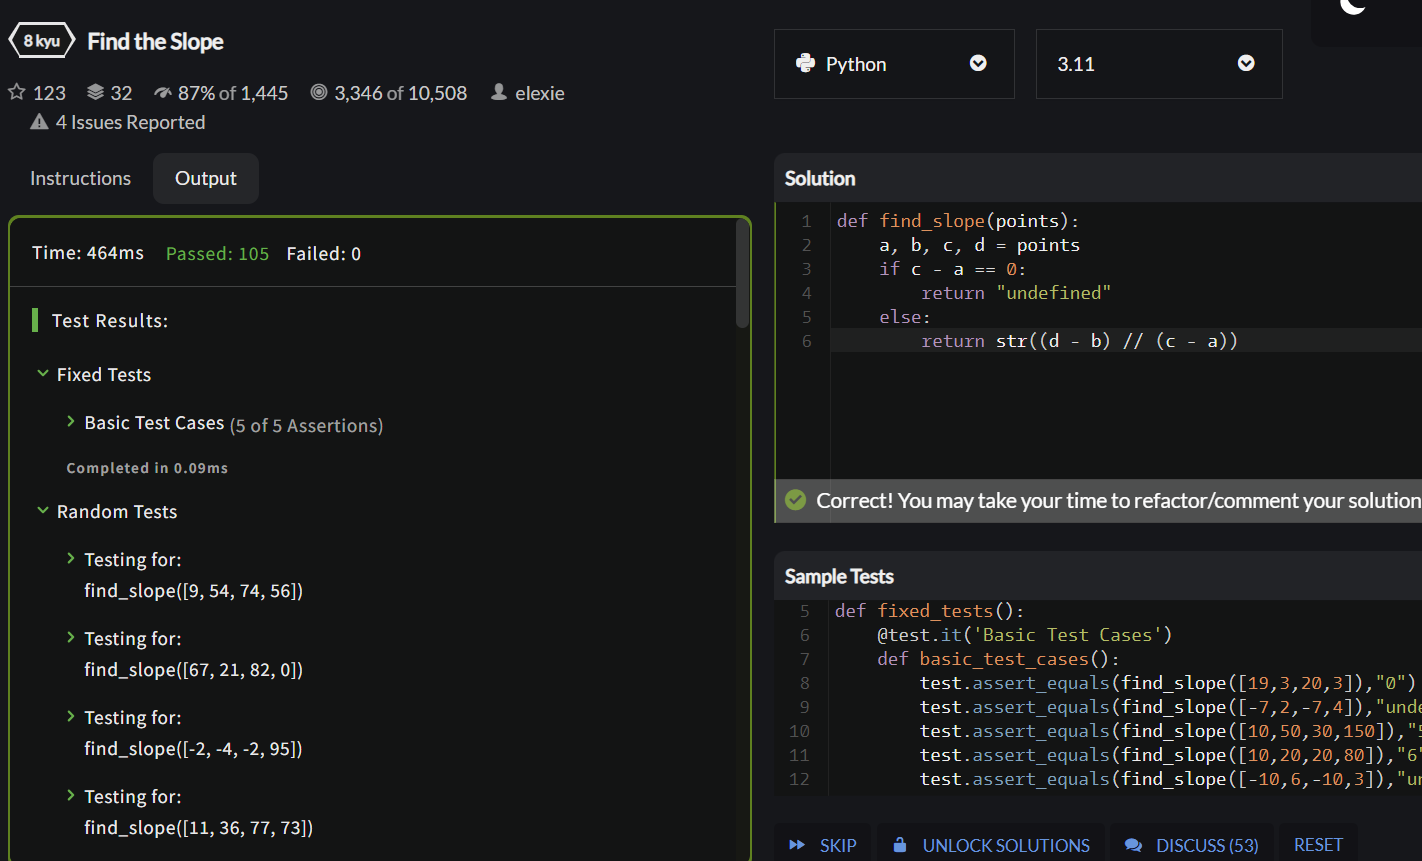 8 kyu Find the Slope
123 32 87% of 1,445 3,346 of 10,508 elexie
4 Issues Reported
Instructions Output
Time: 464ms Passed: 105 Failed: 0
Test Results:
Fixed Tests
Basic Test Cases (5 of 5 Assertions)
Completed in 0.09ms
Random Tests
Testing for:
find_slope([9, 54, 74, 56])
Testing for:
find_slope([67, 21, 82, 0])
Testing for:
find_slope([-2, -4, -2, 95])
Testing for:
find_slope([11, 36, 77, 73])
Python 3.11
Solution
1 def find_slope(points):
2     a, b, c, d = points
3     if c - a == 0:
4         return "undefined"
5     else:
6         return str((d - b) // (c - a))
Correct! You may take your time to refactor/comment your solution
Sample Tests
5 def fixed_tests():
6     @test.it('Basic Test Cases')
7     def basic_test_cases():
8         test.assert_equals(find_slope([19,3,20,3]),"0")
9         test.assert_equals(find_slope([-7,2,-7,4]),"unde
10         test.assert_equals(find_slope([10,50,30,150]),"5
11         test.assert_equals(find_slope([10,20,20,80]),"6"
12         test.assert_equals(find_slope([-10,6,-10,3]),"un
SKIP UNLOCK SOLUTIONS DISCUSS (53) RESET